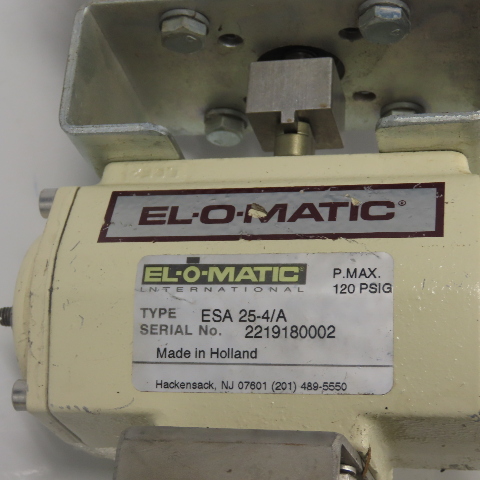 EL-O-MATIC®
EL-O-MATIC®
INTERNATIONAL
P.MAX.
120 PSIG
TYPE ESA 25-4/A
SERIAL No. 2219180002
Made in Holland
Hackensack, NJ 07601 (201) 489-5550